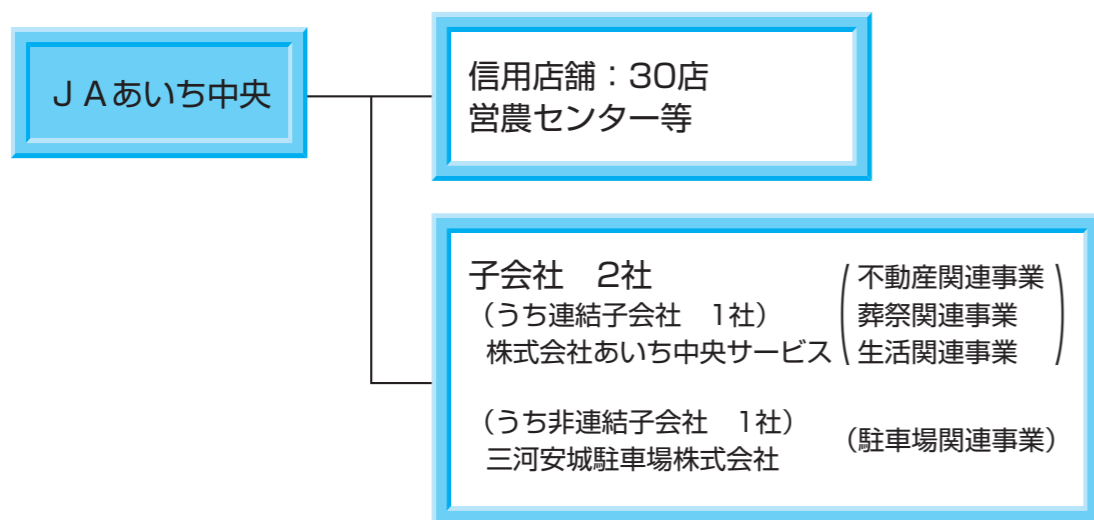 ＪＡあいち中央
信用店舗：30店
営農センター等
子会社　2社
（うち連結子会社　1社）
株式会社あいち中央サービス
（不動産関連事業
葬祭関連事業
生活関連事業）
（うち非連結子会社　1社）
三河安城駐車場株式会社
（駐車場関連事業）